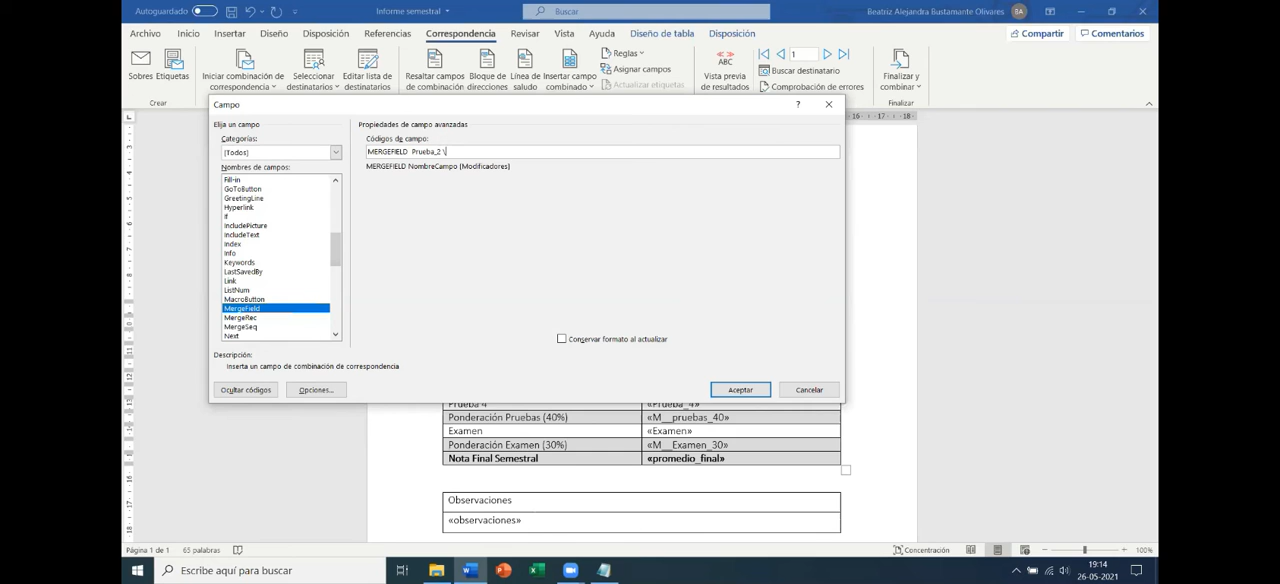 Autoguardado
Informe semestral
Buscar
Beatriz Alejandra Bustamante Olivares
BA
Archivo
Inicio
Insertar
Diseño
Disposición
Referencias
Correspondencia
Revisar
Vista
Ayuda
Diseño de tabla
Disposición
Compartir
Comentarios
Sobres
Etiquetas
Iniciar combinación de
correspondencia
Seleccionar
destinatarios
Editar lista de
destinatarios
Resaltar campos
de combinación
Bloque de
direcciones
Línea de
saludo
Insertar campo
combinado
Reglas
Asignar campos
Actualizar etiquetas
ABC
Vista previa
de resultados
1
Buscar destinatario
Comprobación de errores
Finalizar y
combinar
Crear
Finalizar
Campo
?
16 17 18
Elija un campo
Categorías:
(Todos)
Nombres de campos:
Fill-in
GoToButton
GreetingLine
Hyperlink
If
IncludePicture
IncludeText
Index
Info
Keywords
LastSavedBy
Link
ListNum
MacroButton
MergeField
MergeRec
MergeSeq
Next
Propiedades de campo avanzadas
Códigos de campo:
MERGEFIELD Prueba_2 \
MERGEFIELD NombreCampo [Modificadores]
Conservar formato al actualizar
Descripción:
Inserta un campo de combinación de correspondencia
Ocultar códigos
Opciones...
Aceptar
Cancelar
Prueba 4 «Prueba_4»
Ponderación Pruebas (40%) «M__pruebas_40»
Examen «Examen»
Ponderación Examen (30%) «M__Examen_30»
Nota Final Semestral «promedio_final»
Observaciones
«observaciones»
Página 1 de 1
65 palabras
Concentración
100%
Escribe aquí para buscar
19:14
26-05-2021